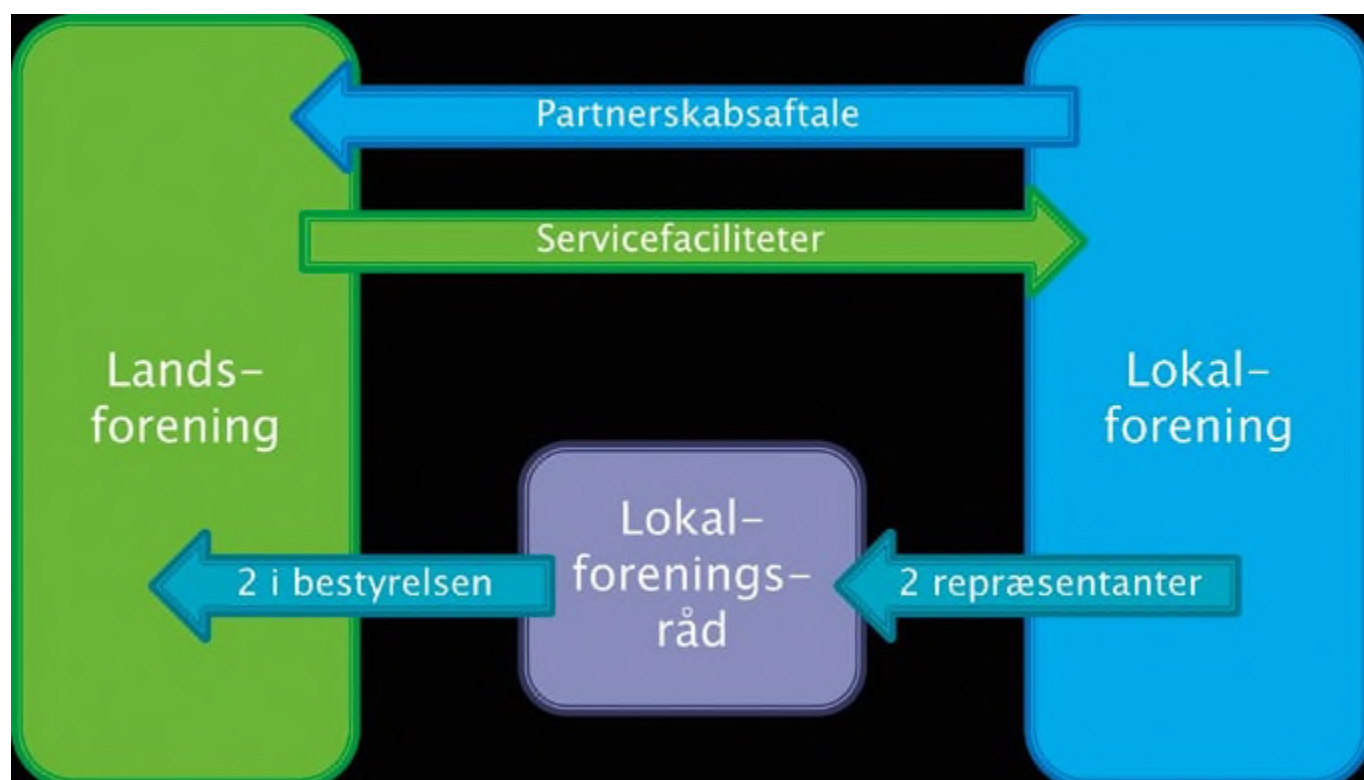 Partnerskabsaftale
Servicefaciliteter
Lands-
forening
Lokal-
forening
Lokal-
forenings-
råd
2 i bestyrelsen
2 repræsentanter